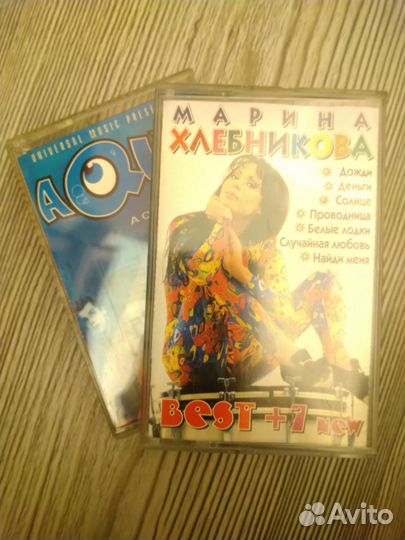 UNIVERSAL MUSIC PRESE
AQU
МАРИНА
ХЛЕБНИКОВА
Дожди
Деньги
Солнце
Проводница
Белые лодки
Случайная любовь
Найди меня
BEST +7 new
Avito